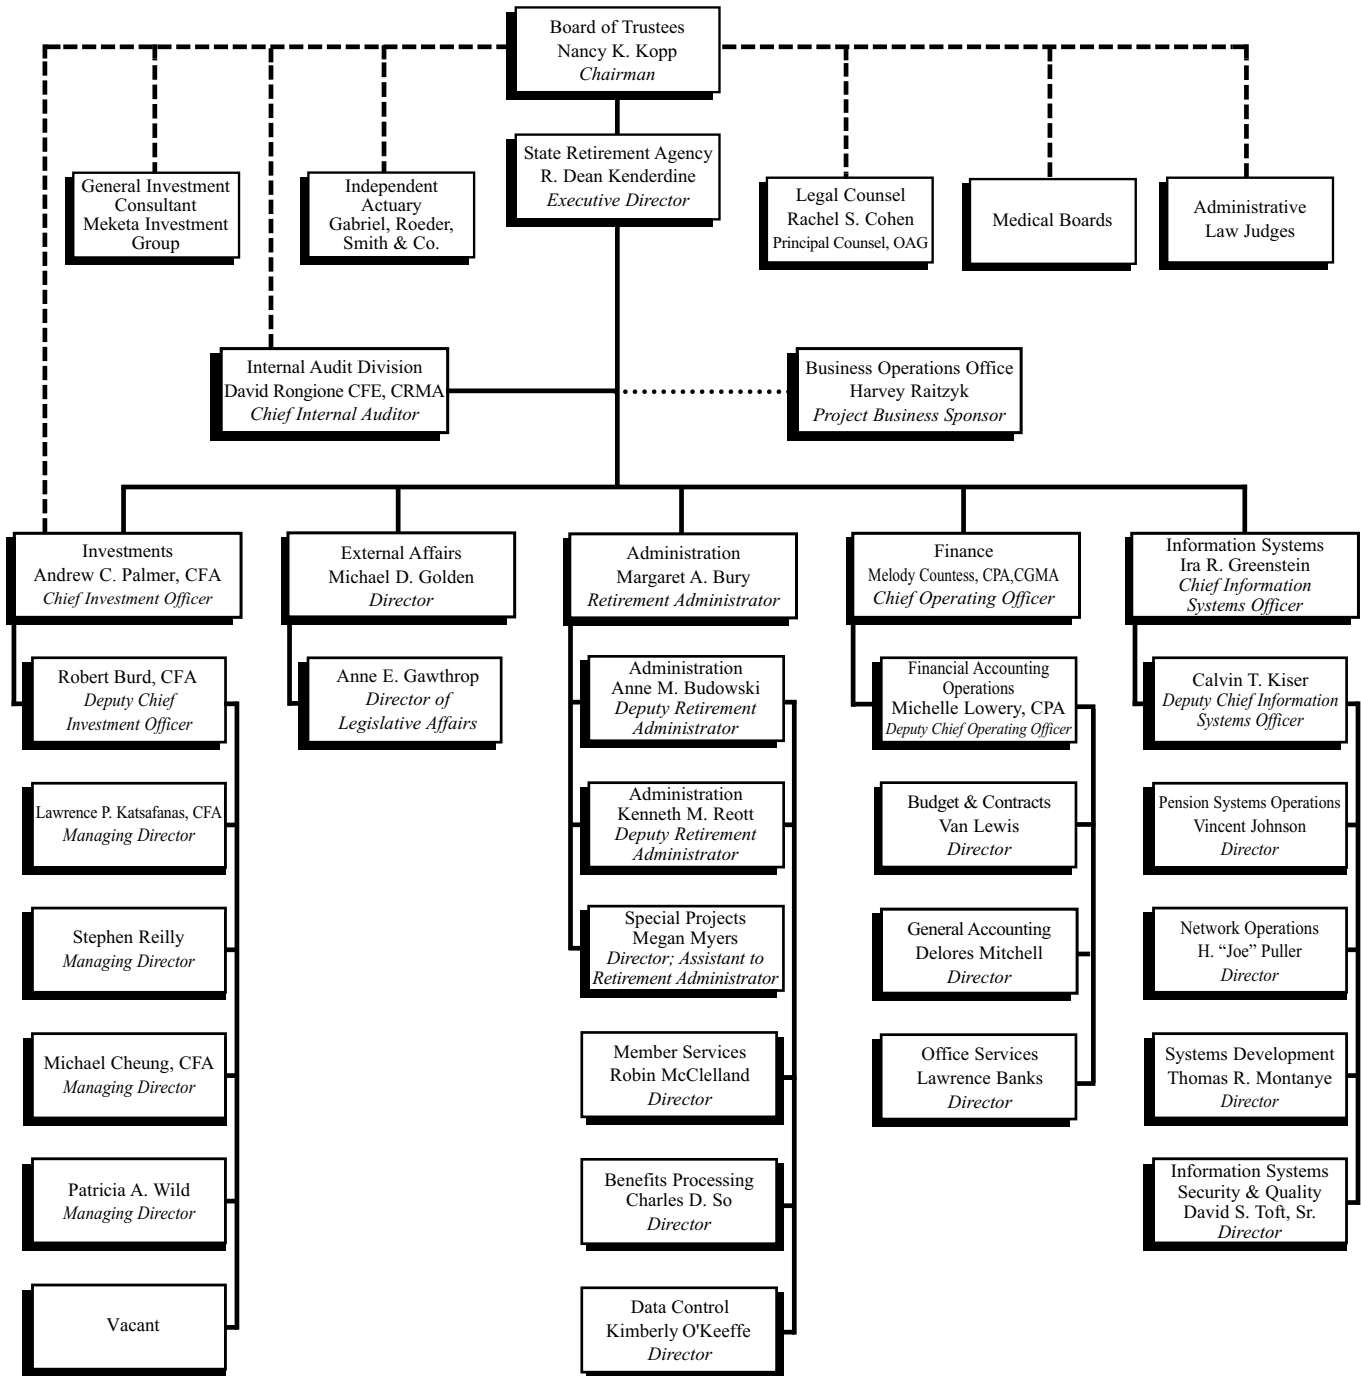 Board of Trustees
Nancy K. Kopp
Chairman
State Retirement Agency
R. Dean Kenderdine
Executive Director
General Investment
Consultant
Meketa Investment
Group
Independent
Actuary
Gabriel, Roeder,
Smith & Co.
Legal Counsel
Rachel S. Cohen
Principal Counsel, OAG
Medical Boards
Administrative
Law Judges
Internal Audit Division
David Rongione CFE, CRMA
Chief Internal Auditor
Business Operations Office
Harvey Raitzyk
Project Business Sponsor
Investments
Andrew C. Palmer, CFA
Chief Investment Officer
External Affairs
Michael D. Golden
Director
Administration
Margaret A. Bury
Retirement Administrator
Finance
Melody Countess, CPA,CGMA
Chief Operating Officer
Information Systems
Ira R. Greenstein
Chief Information
Systems Officer
Robert Burd, CFA
Deputy Chief
Investment Officer
Anne E. Gawthrop
Director of
Legislative Affairs
Administration
Anne M. Budowski
Deputy Retirement
Administrator
Financial Accounting
Operations
Michelle Lowery, CPA
Deputy Chief Operating Officer
Calvin T. Kiser
Deputy Chief Information
Systems Officer
Lawrence P. Katsafanas, CFA
Managing Director
Administration
Kenneth M. Reott
Deputy Retirement
Administrator
Budget & Contracts
Van Lewis
Director
Pension Systems Operations
Vincent Johnson
Director
Stephen Reilly
Managing Director
Special Projects
Megan Myers
Director; Assistant to
Retirement Administrator
General Accounting
Delores Mitchell
Director
Network Operations
H. “Joe” Puller
Director
Michael Cheung, CFA
Managing Director
Member Services
Robin McClelland
Director
Office Services
Lawrence Banks
Director
Systems Development
Thomas R. Montanye
Director
Patricia A. Wild
Managing Director
Benefits Processing
Charles D. So
Director
Information Systems
Security & Quality
David S. Toft, Sr.
Director
Vacant
Data Control
Kimberly O'Keeffe
Director